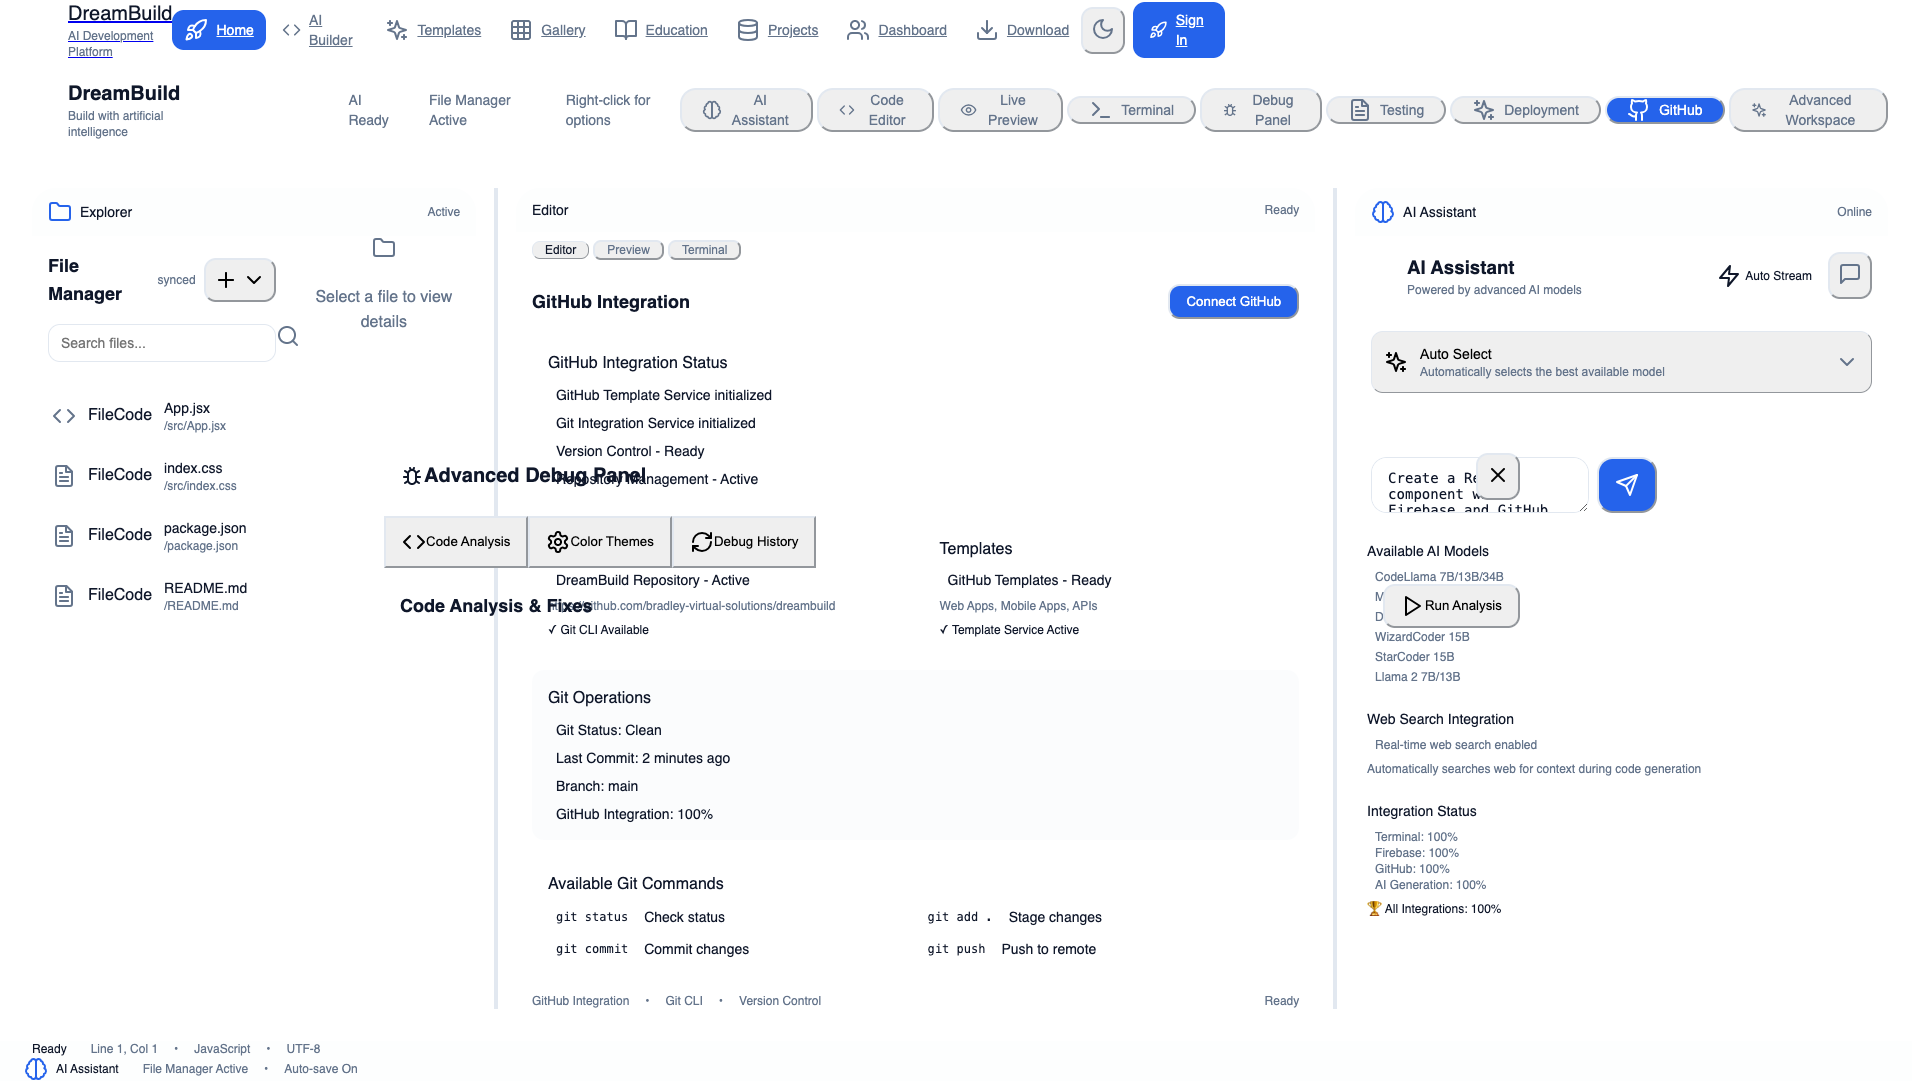 DreamBuild
AI Development
Platform
Home
AI
Builder
Templates
Gallery
Education
Projects
Dashboard
Download
Sign
In
DreamBuild
Build with artificial
intelligence
AI
Ready
File Manager
Active
Right-click for
options
AI
Assistant
Code
Editor
Live
Preview
Terminal
Debug
Panel
Testing
Deployment
GitHub
Advanced
Workspace
Explorer
Active
File
Manager
synced
Search files...
Select a file to view
details
FileCode
App.jsx
/src/App.jsx
FileCode
index.css
/src/index.css
FileCode
package.json
/package.json
FileCode
README.md
/README.md
Editor
Ready
Editor
Preview
Terminal
GitHub Integration
Connect GitHub
GitHub Integration Status
GitHub Template Service initialized
Git Integration Service initialized
Version Control - Ready
Repository Management - Active
Advanced Debug Panel
Code Analysis
Color Themes
Debug History
DreamBuild Repository - Active
https://github.com/bradley-virtual-solutions/dreambuild
✓ Git CLI Available
Code Analysis & Fixes
Run Analysis
Templates
GitHub Templates - Ready
Web Apps, Mobile Apps, APIs
✓ Template Service Active
Git Operations
Git Status: Clean
Last Commit: 2 minutes ago
Branch: main
GitHub Integration: 100%
Available Git Commands
git status Check status
git add . Stage changes
git commit Commit changes
git push Push to remote
GitHub Integration • Git CLI • Version Control
Ready
AI Assistant
Online
AI Assistant
Powered by advanced AI models
Auto Stream
Auto Select
Automatically selects the best available model
Create a
component
Firebase and GitHub
Available AI Models
CodeLlama 7B/13B/34B
WizardCoder 15B
StarCoder 15B
Llama 2 7B/13B
Web Search Integration
Real-time web search enabled
Automatically searches web for context during code generation
Integration Status
Terminal: 100%
Firebase: 100%
GitHub: 100%
AI Generation: 100%
🏆 All Integrations: 100%
Ready
Line 1, Col 1 • JavaScript • UTF-8
AI Assistant
File Manager Active • Auto-save On